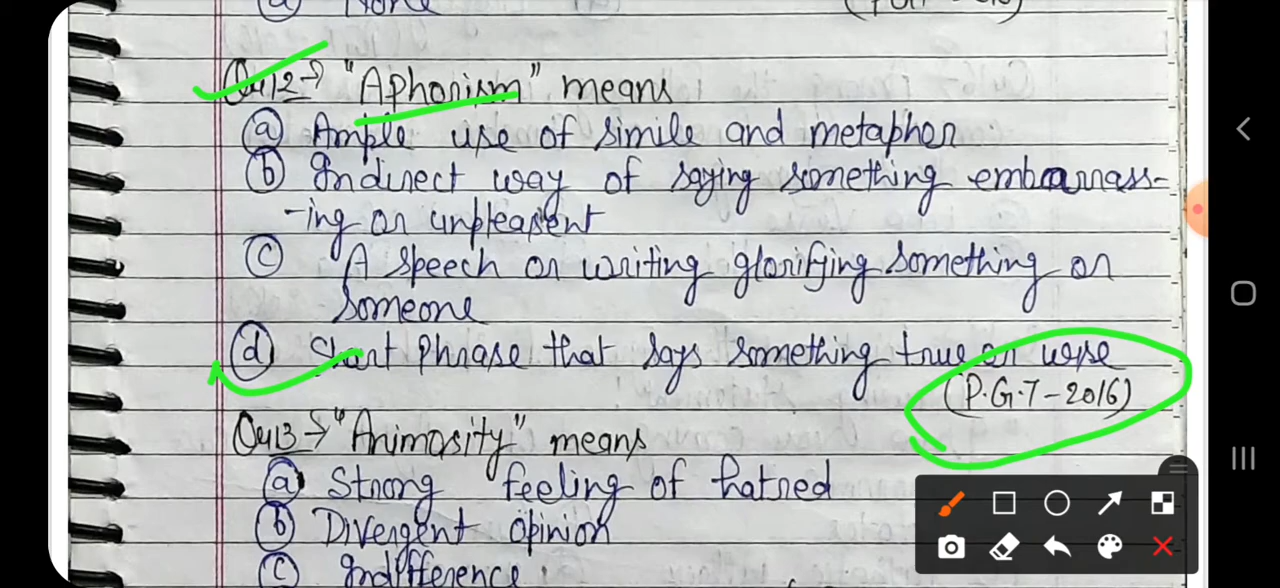 (d) None
Qu12→ "Aphorism" means
(a) Ample use of simile and metaphor
(b) Indirect way of saying something embarrass-
-ing or unpleasent
(c) A speech or writing glorifying something or
someone
(d) Short Phrase that says something true or wise
(P.G.T-2016)
Qu13→ "Animosity" means
(a) Strong feeling of hatred
(b) Divergent opinion
(c) Indifference